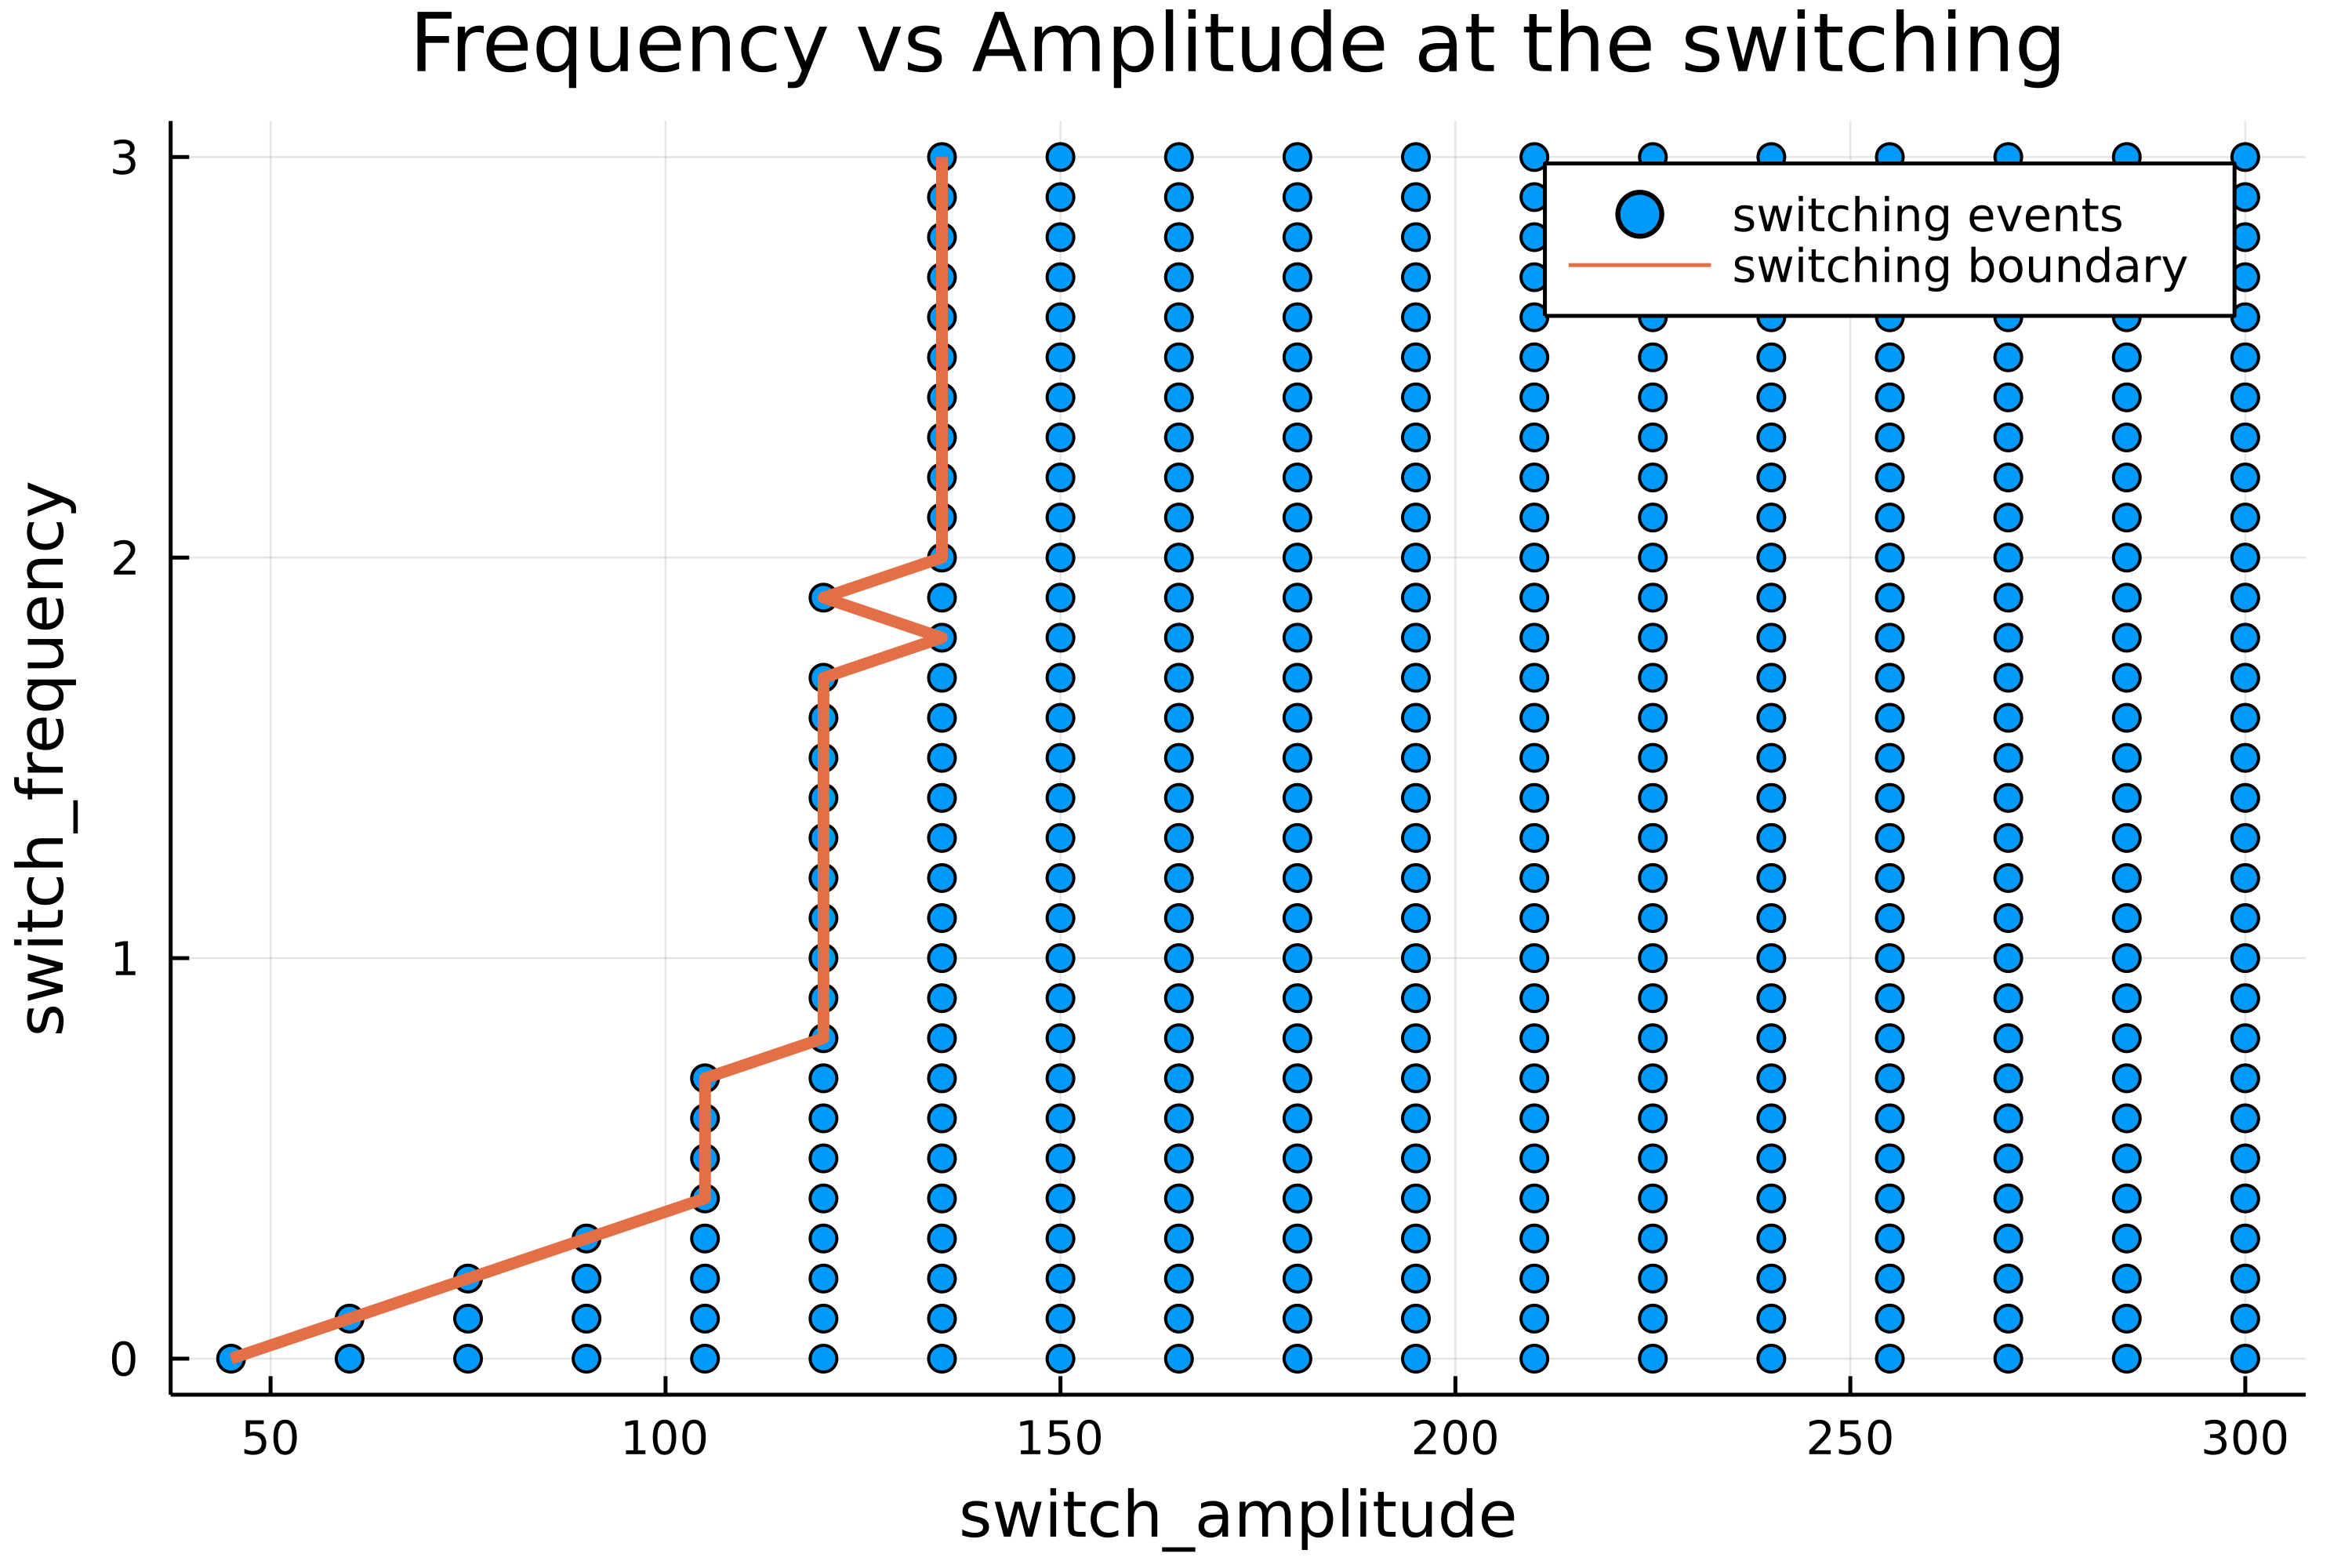 Frequency vs Amplitude at the switching
switching events
switching boundary
switch_frequency
3
2
1
0
50 100 150 200 250 300
switch_amplitude